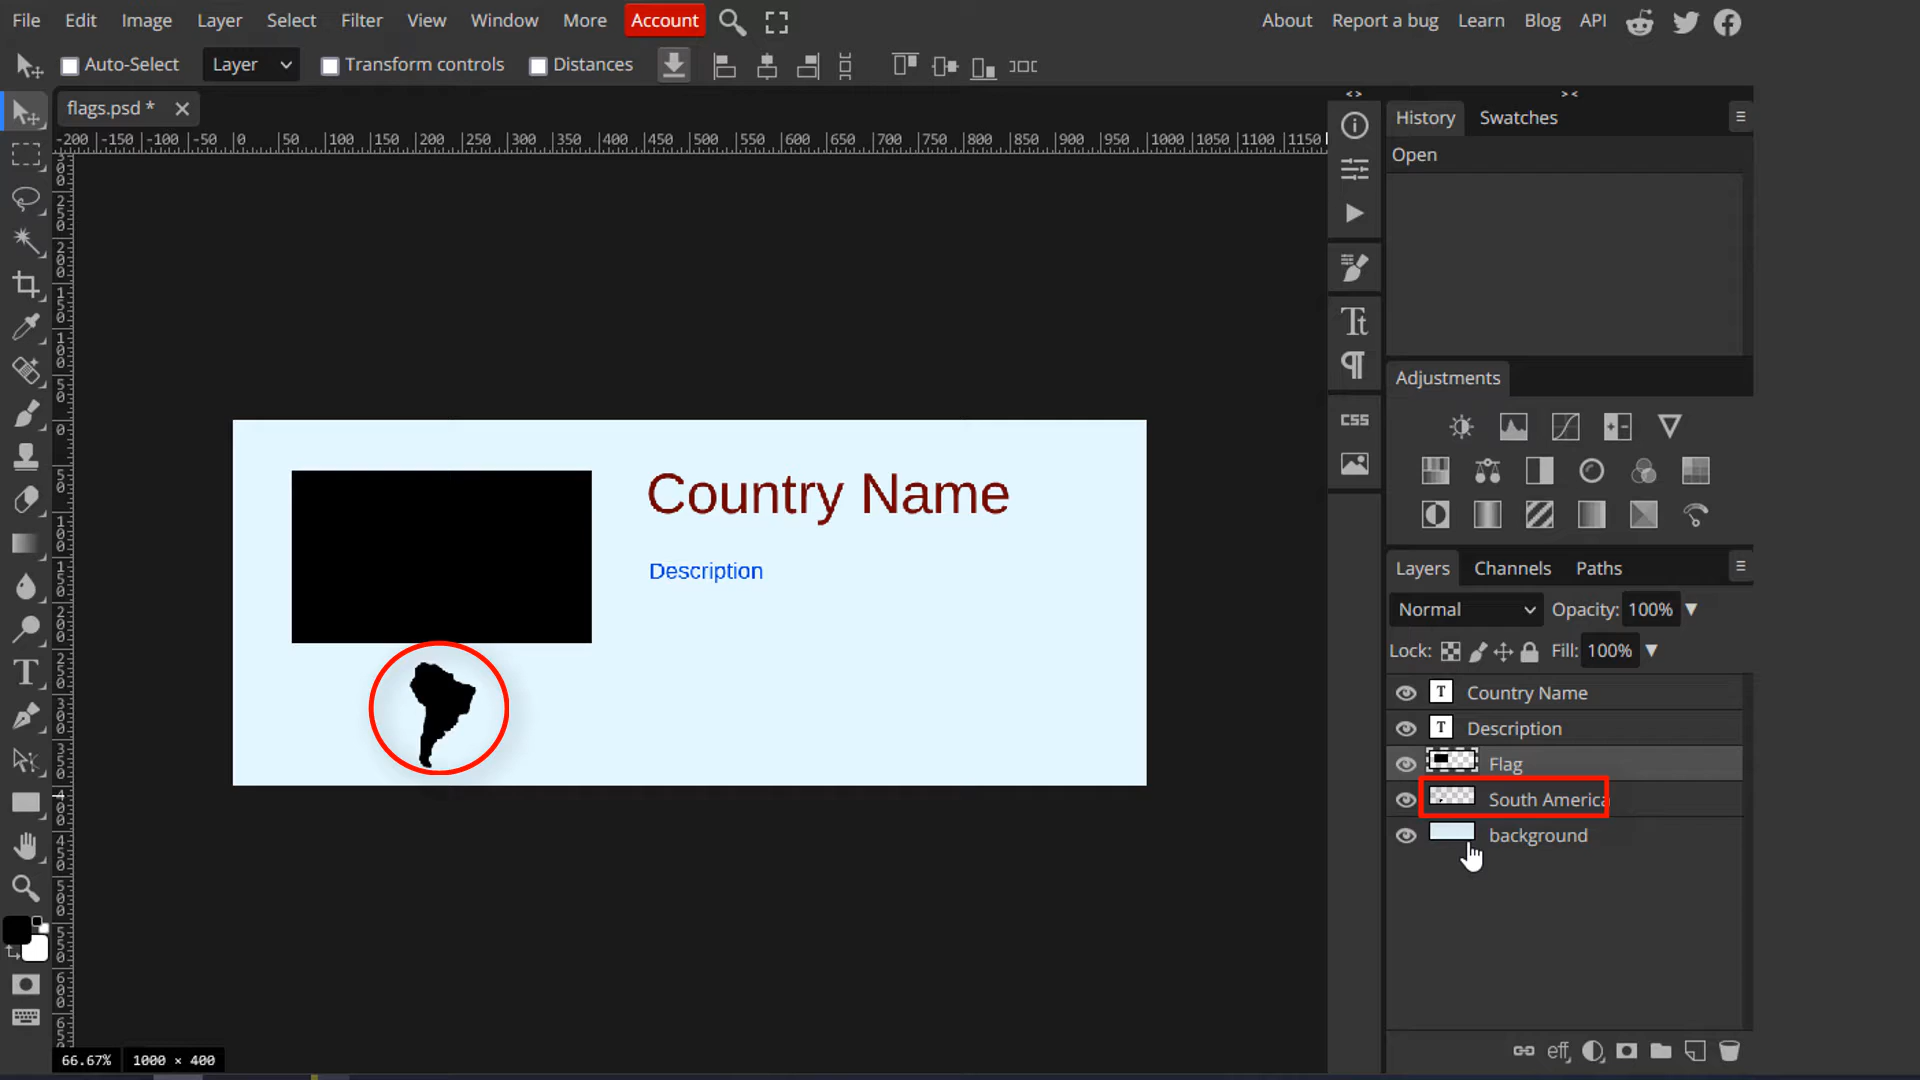 File Edit Image Layer Select Filter View Window More Account About Report a bug Learn Blog API
Auto-Select Layer Transform controls Distances
flags.psd *
-200 -150 -100 -50 0 50 100 150 200 250 300 350 400 450 500 550 600 650 700 750 800 850 900 950 1000 1050 1100 1150
History Swatches
Open
Tt
CSS
Adjustments
Country Name
Description
Layers Channels Paths
Normal Opacity: 100%
Lock: Fill: 100%
T Country Name
T Description
Flag
South America
background
eff
66.67% 1000 × 400